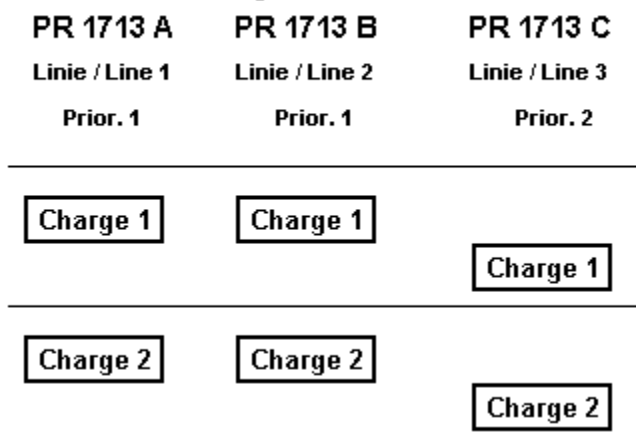 PR 1713 A PR 1713 B PR 1713 C
Linie / Line 1 Linie / Line 2 Linie / Line 3
Prior. 1 Prior. 1 Prior. 2
Charge 1 Charge 1
Charge 1
Charge 2 Charge 2
Charge 2